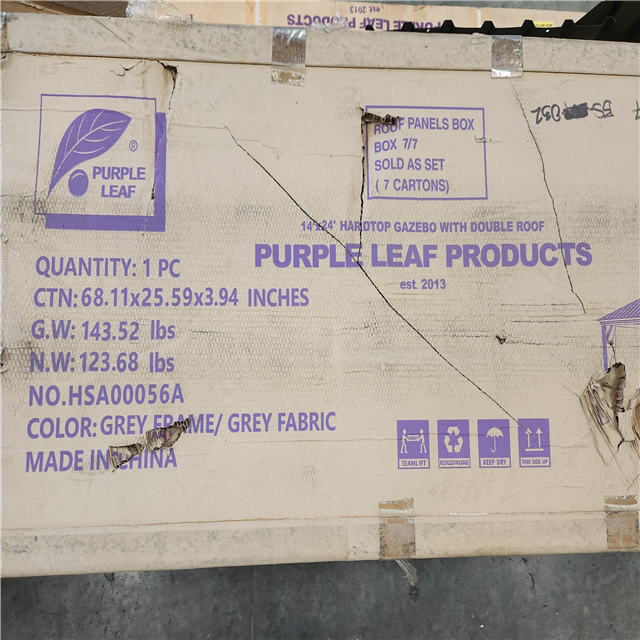 est. 2013
PURPLE LEAF
®
ROOF PANELS BOX
BOX 7/7
SOLD AS SET
( 7 CARTONS)
14'x24' HARDTOP GAZEBO WITH DOUBLE ROOF
PURPLE LEAF PRODUCTS
est. 2013
QUANTITY: 1 PC
CTN: 68.11x25.59x3.94 INCHES
G.W: 143.52 lbs
N.W: 123.68 lbs
NO.HSA00056A
COLOR: GREY FRAME/ GREY FABRIC
MADE IN CHINA
TEAM LIFT
RECYCLED PACKAGE
KEEP DRY
THIS SIDE UP